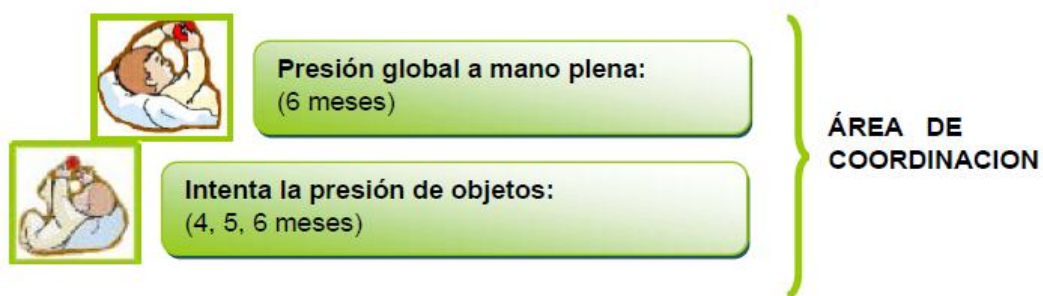 Presión global a mano plena:
(6 meses)
Intenta la presión de objetos:
(4, 5, 6 meses)
ÁREA DE
COORDINACION